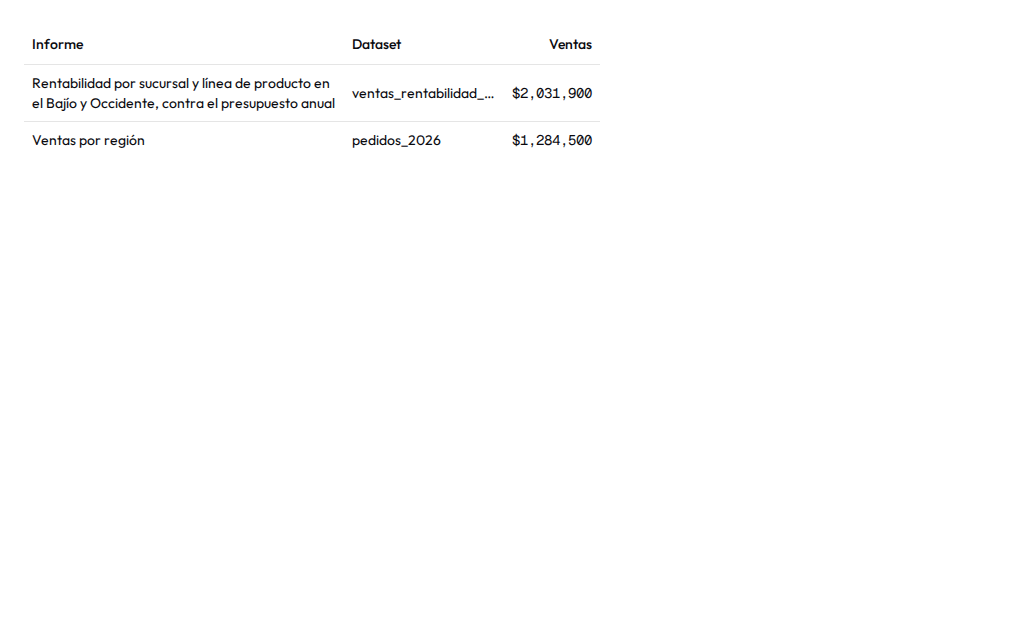 Informe Dataset Ventas
Rentabilidad por sucursal y línea de producto en
el Bajío y Occidente, contra el presupuesto anual
ventas_rentabilidad_... $2,031,900
Ventas por región pedidos_2026 $1,284,500